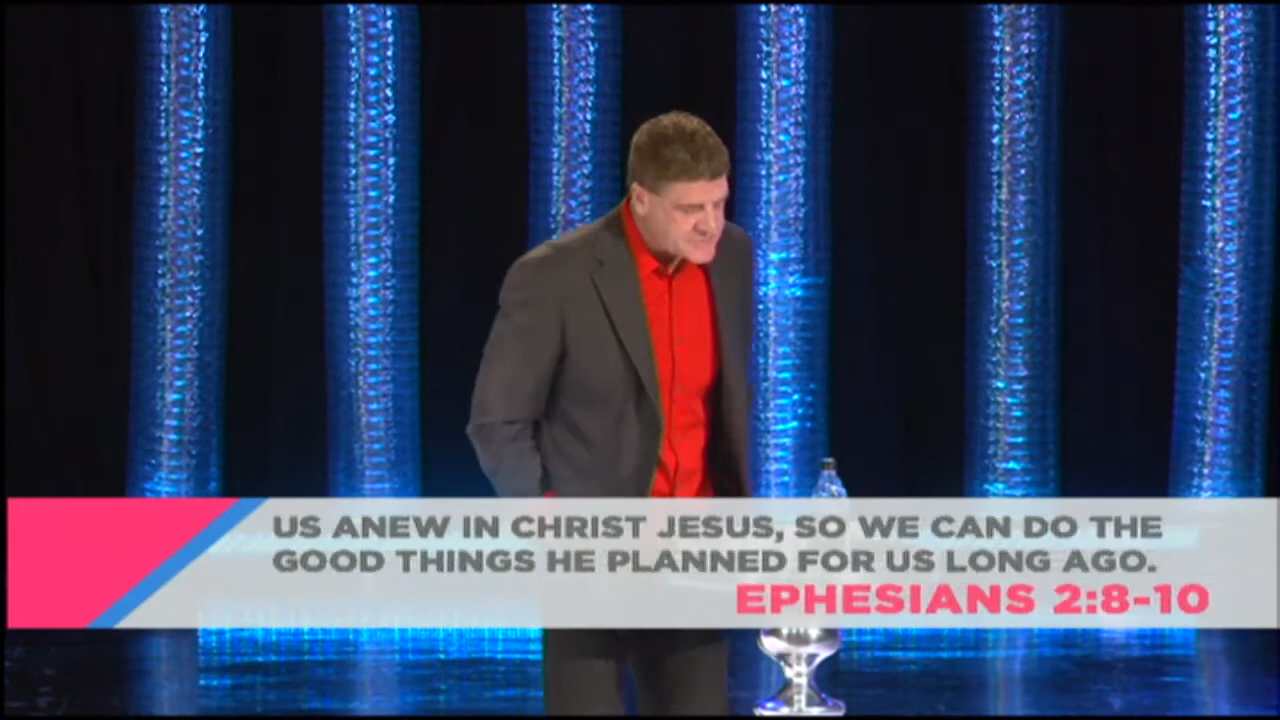 US ANEW IN CHRIST JESUS, SO WE CAN DO THE
GOOD THINGS HE PLANNED FOR US LONG AGO.
EPHESIANS 2:8-10